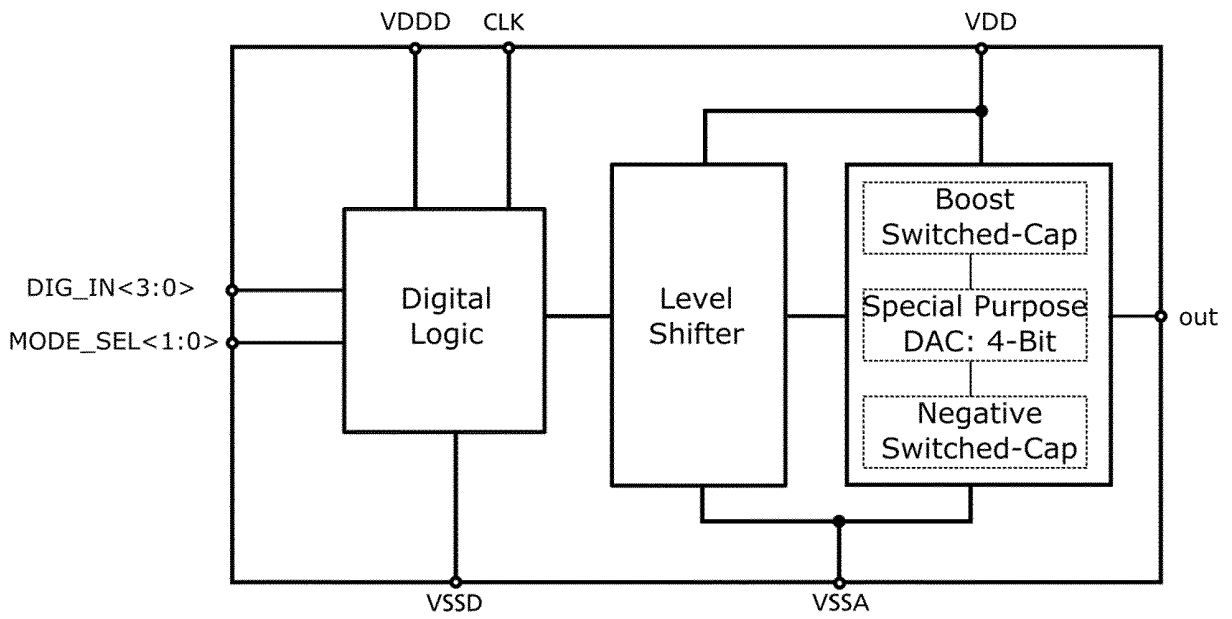 VDDD CLK VDD
Boost
Switched-Cap
DIG_IN<3:0>
MODE_SEL<1:0>
Digital
Logic
Level
Shifter
Special Purpose
DAC: 4-Bit
out
Negative
Switched-Cap
VSSD VSSA